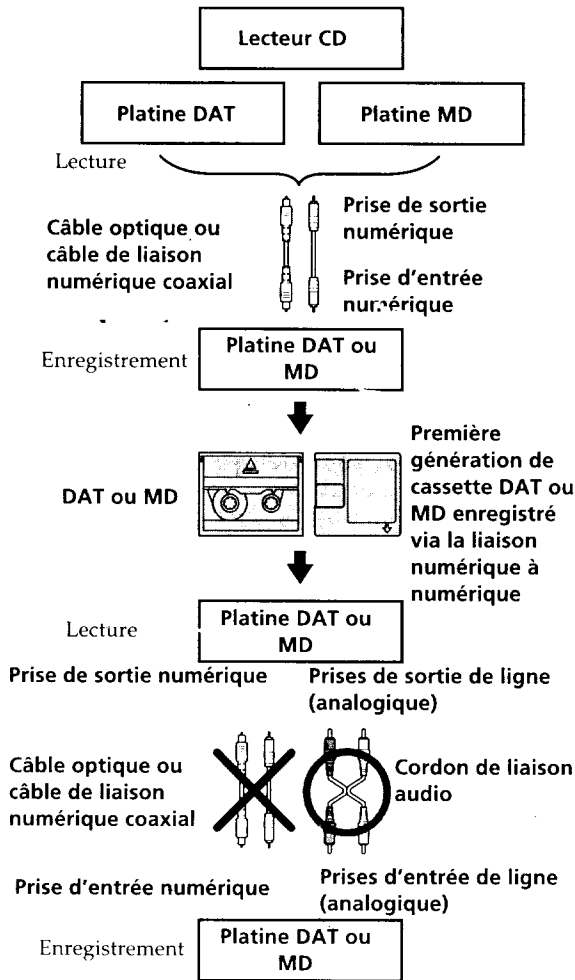 Lecteur CD
Platine DAT
Platine MD
Lecture
Câble optique ou
câble de liaison
numérique coaxial
Prise de sortie
numérique
Prise d'entrée
numérique
Enregistrement
Platine DAT ou
MD
DAT ou MD
Première
génération de
cassette DAT ou
MD enregistré
via la liaison
numérique à
numérique
Lecture
Platine DAT ou
MD
Prise de sortie numérique
Prises de sortie de ligne
(analogique)
Câble optique ou
câble de liaison
numérique coaxial
Cordon de liaison
audio
Prise d'entrée numérique
Prises d'entrée de ligne
(analogique)
Enregistrement
Platine DAT ou
MD